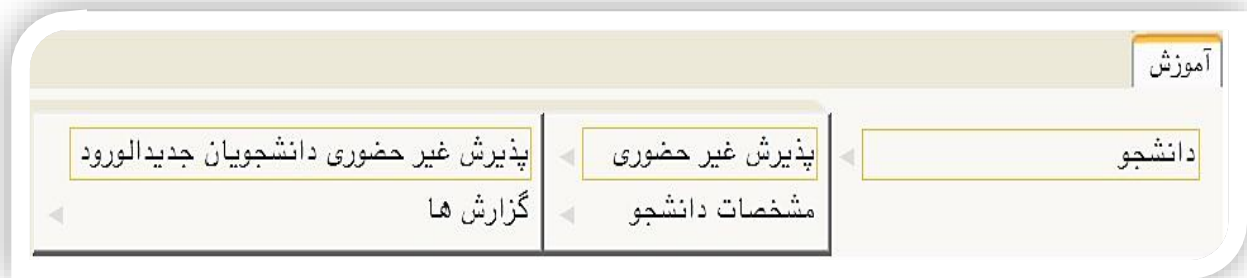 آموزش
دانشجو
پذیرش غیر حضوری
مشخصات دانشجو
پذیرش غیر حضوری دانشجویان جدیدالورود
گزارش ها